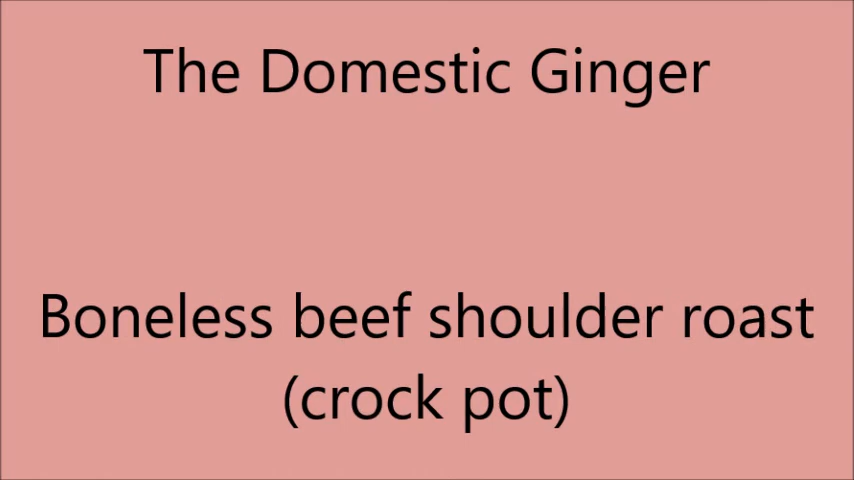 The Domestic Ginger
Boneless beef shoulder roast
(crock pot)